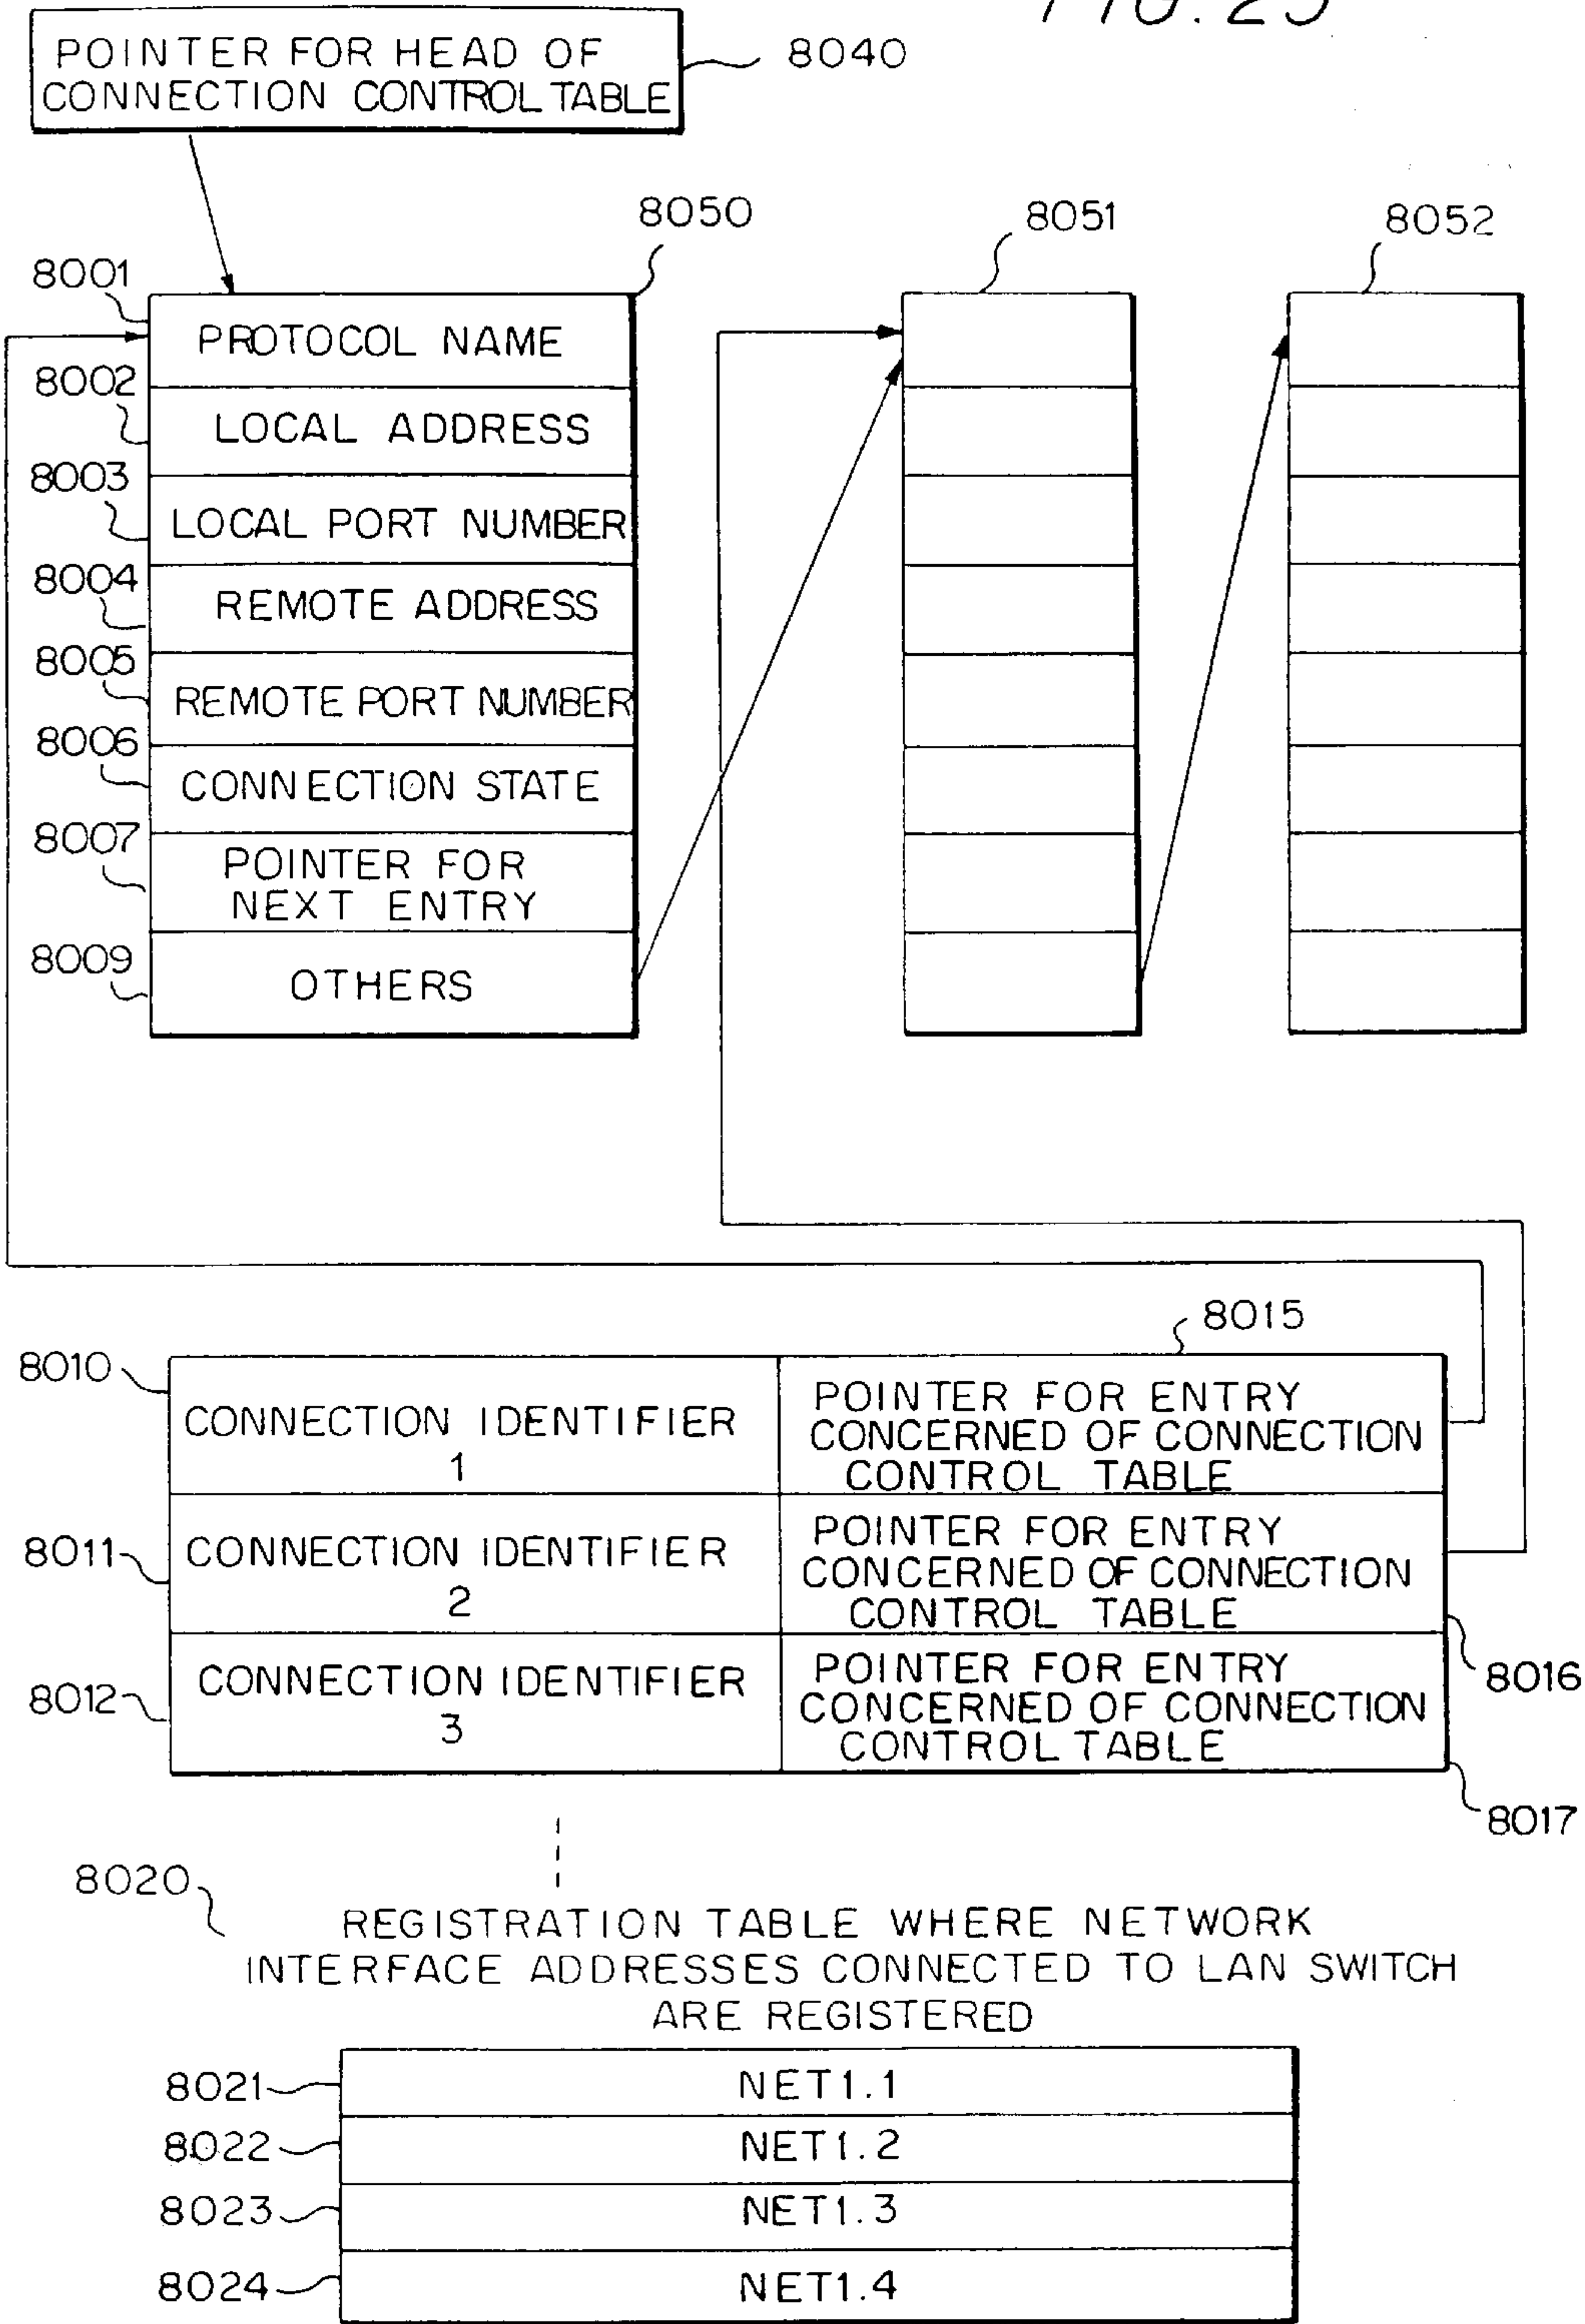 FIG. 25
POINTER FOR HEAD OF
CONNECTION CONTROL TABLE
8040
8050
8051
8052
8001
PROTOCOL NAME
8002
LOCAL ADDRESS
8003
LOCAL PORT NUMBER
8004
REMOTE ADDRESS
8005
REMOTE PORT NUMBER
8006
CONNECTION STATE
8007
POINTER FOR
NEXT ENTRY
8009
OTHERS
8015
8010
CONNECTION IDENTIFIER
1
POINTER FOR ENTRY
CONCERNED OF CONNECTION
CONTROL TABLE
8011
CONNECTION IDENTIFIER
2
POINTER FOR ENTRY
CONCERNED OF CONNECTION
CONTROL TABLE
8016
8012
CONNECTION IDENTIFIER
3
POINTER FOR ENTRY
CONCERNED OF CONNECTION
CONTROL TABLE
8017
8020
REGISTRATION TABLE WHERE NETWORK
INTERFACE ADDRESSES CONNECTED TO LAN SWITCH
ARE REGISTERED
8021
NET1.1
8022
NET1.2
8023
NET1.3
8024
NET1.4